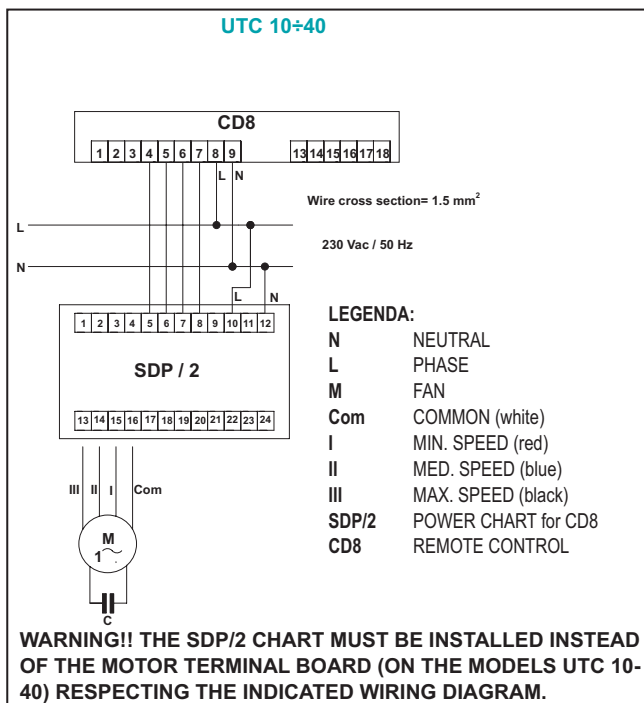 UTC 10÷40
CD8
1 2 3 4 5 6 7 8 9 13 14 15 16 17 18
L N
Wire cross section= 1.5 mm²
L
230 Vac / 50 Hz
N
L N
1 2 3 4 5 6 7 8 9 10 11 12
SDP / 2
13 14 15 16 17 18 19 20 21 22 23 24
III II I Com
M
1~
C
LEGENDA:
N NEUTRAL
L PHASE
M FAN
Com COMMON (white)
I MIN. SPEED (red)
II MED. SPEED (blue)
III MAX. SPEED (black)
SDP/2 POWER CHART for CD8
CD8 REMOTE CONTROL
WARNING!! THE SDP/2 CHART MUST BE INSTALLED INSTEAD
OF THE MOTOR TERMINAL BOARD (ON THE MODELS UTC 10-
40) RESPECTING THE INDICATED WIRING DIAGRAM.